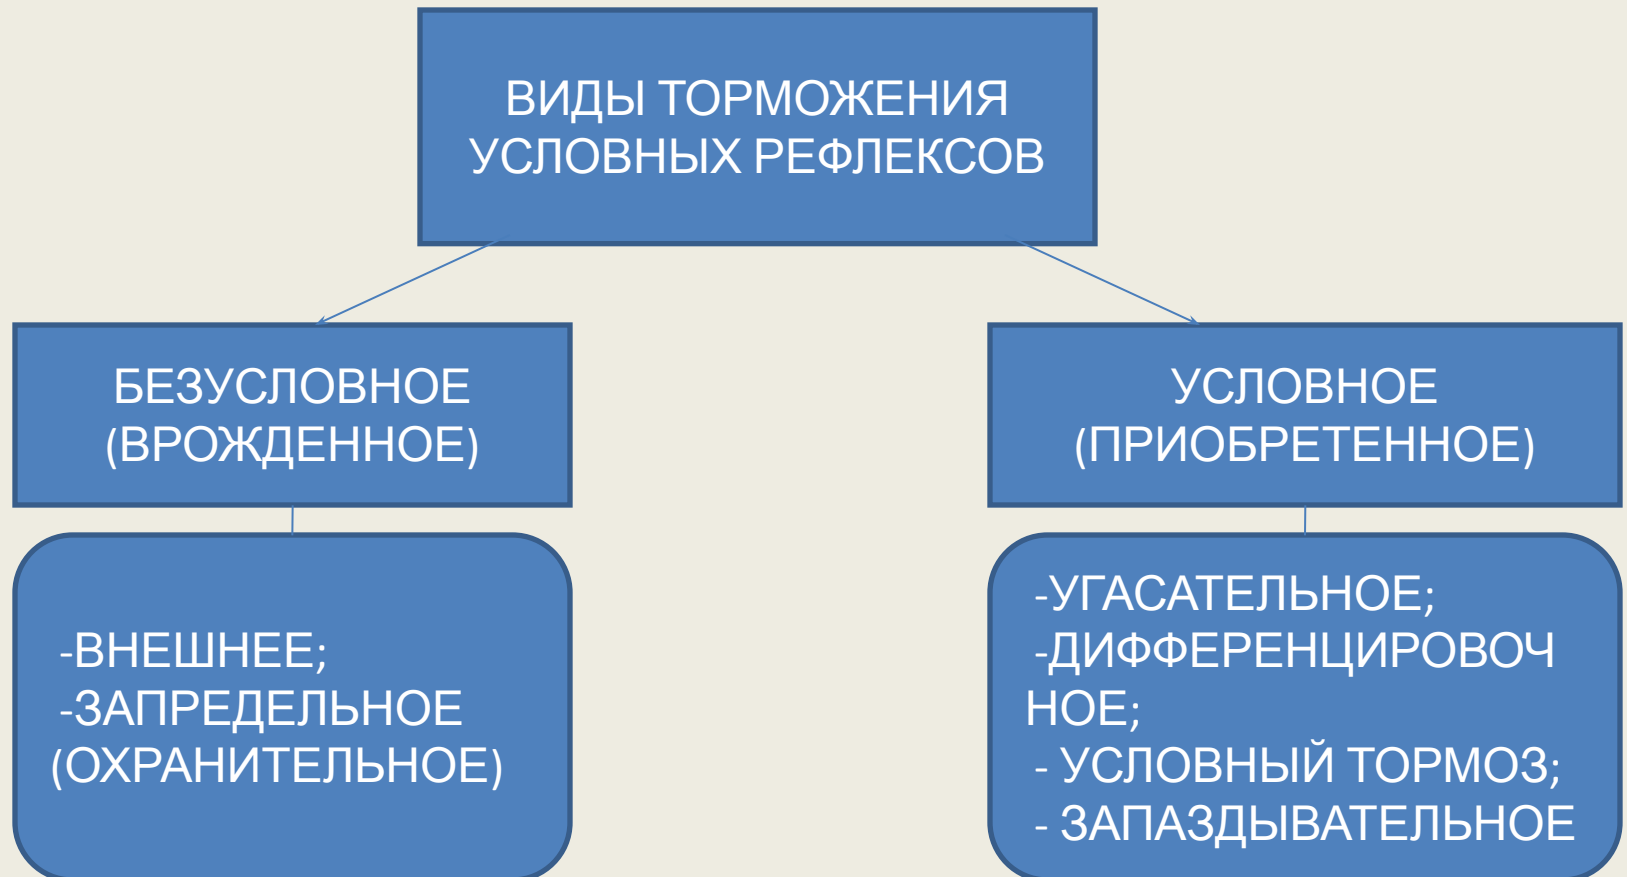 ВИДЫ ТОРМОЖЕНИЯ
УСЛОВНЫХ РЕФЛЕКСОВ
БЕЗУСЛОВНОЕ
(ВРОЖДЕННОЕ)
УСЛОВНОЕ
(ПРИОБРЕТЕННОЕ)
-ВНЕШНЕЕ;
-ЗАПРЕДЕЛЬНОЕ
(ОХРАНИТЕЛЬНОЕ)
-УГАСАТЕЛЬНОЕ;
-ДИФФЕРЕНЦИРОВОЧ
НОЕ;
- УСЛОВНЫЙ ТОРМОЗ;
- ЗАПАЗДЫВАТЕЛЬНОЕ